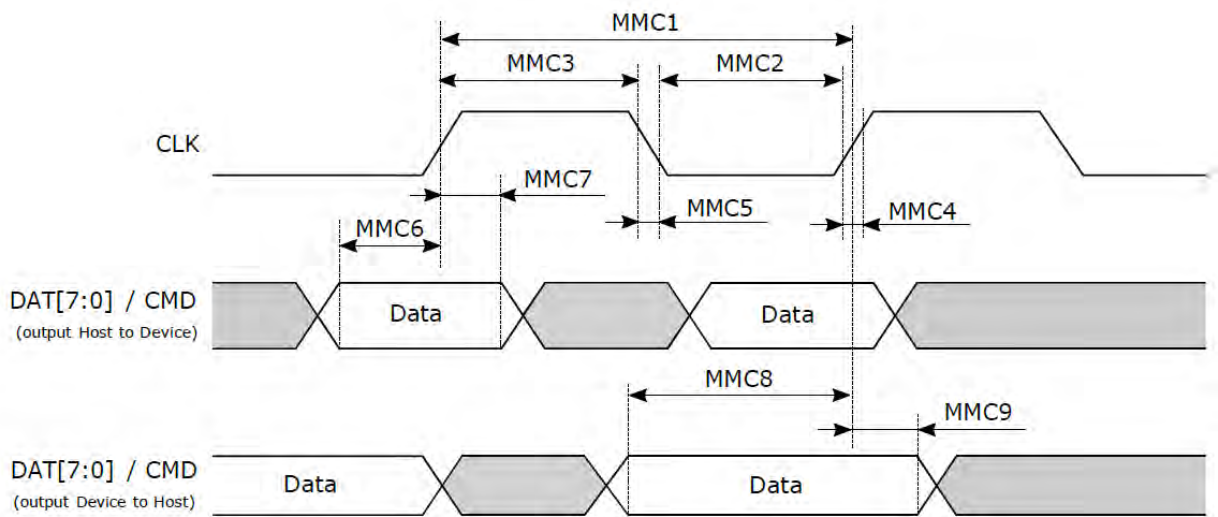 MMC1
MMC3
MMC2
CLK
MMC7
MMC5
MMC4
MMC6
DAT[7:0] / CMD
(output Host to Device)
Data
Data
MMC8
MMC9
DAT[7:0] / CMD
(output Device to Host)
Data
Data